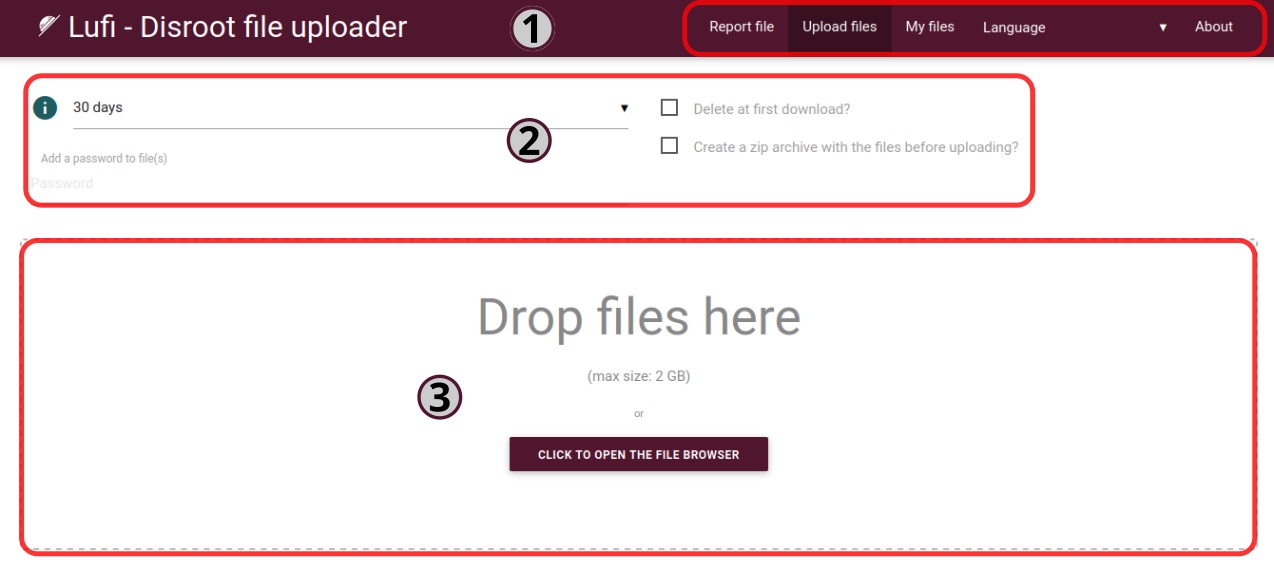 Lufi - Disroot file uploader
1
Report file
Upload files
My files
Language
About
i
30 days
Delete at first download?
2
Create a zip archive with the files before uploading?
Add a password to file(s)
Password
Drop files here
(max size: 2 GB)
3
or
CLICK TO OPEN THE FILE BROWSER